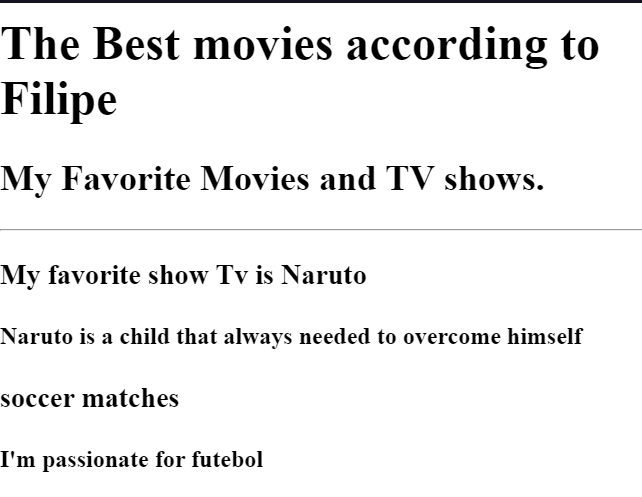 The Best movies according to
Filipe
My Favorite Movies and TV shows.
My favorite show Tv is Naruto
Naruto is a child that always needed to overcome himself
soccer matches
I'm passionate for futebol